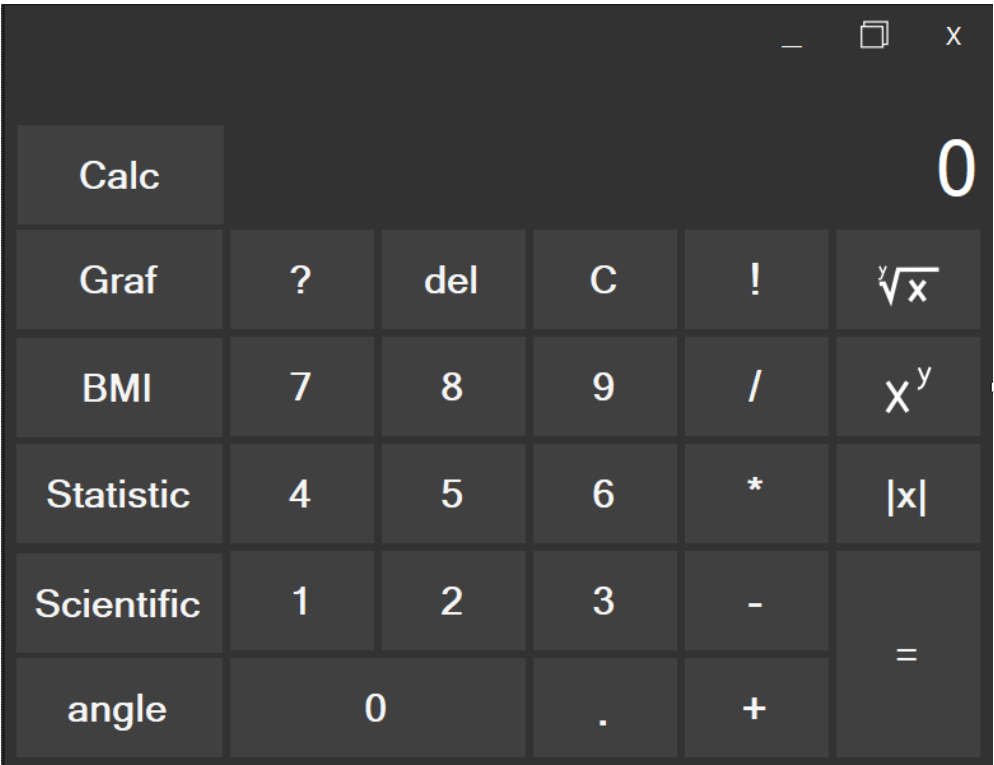 _ X
Calc 0
Graf ? del C ! y√x
BMI 7 8 9 / xʸ
Statistic 4 5 6 * |x|
Scientific 1 2 3 - =
angle 0 . +